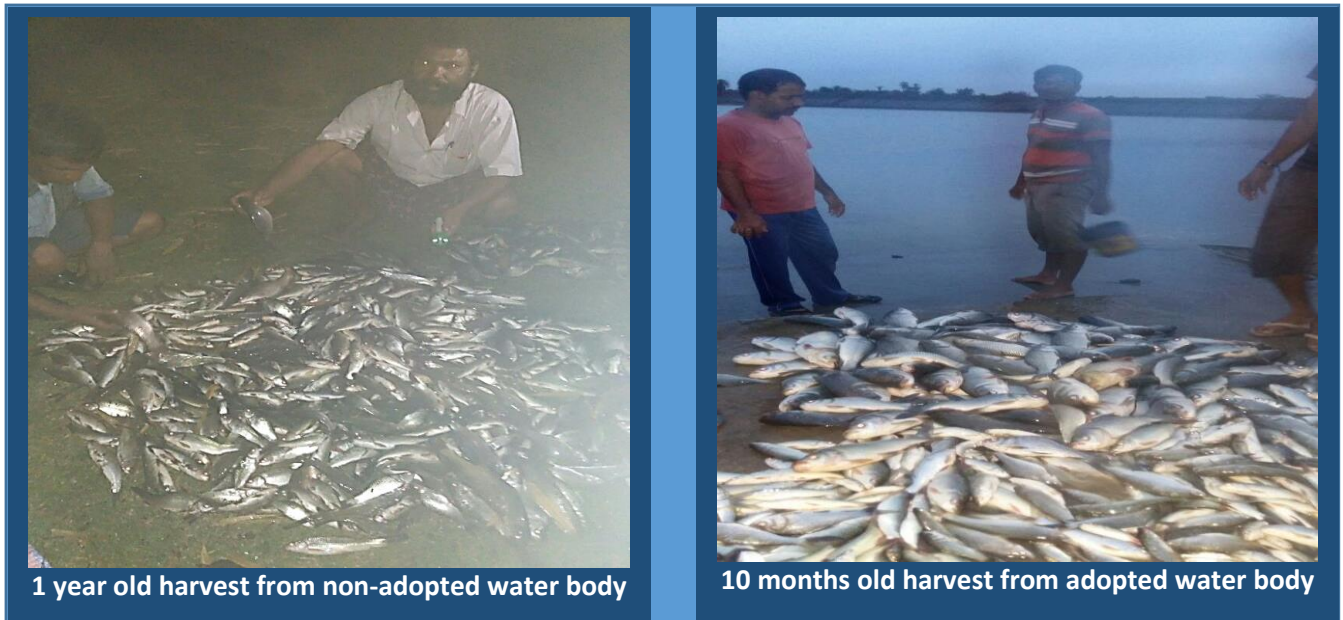 1 year old harvest from non-adopted water body
10 months old harvest from adopted water body